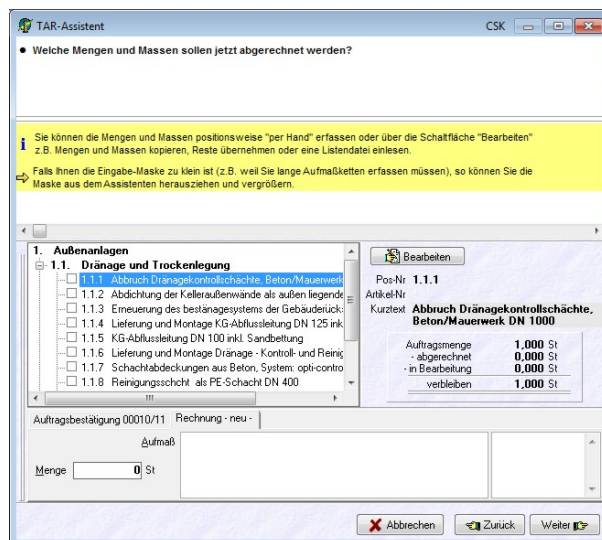 TAR-Assistent CSK
Welche Mengen und Massen sollen jetzt abgerechnet werden?
Sie können die Mengen und Massen positionsweise "per Hand" erfassen oder über die Schaltfläche "Bearbeiten"
z.B. Mengen und Massen kopieren, Reste übernehmen oder eine Listendatei einlesen.
Falls Ihnen die Eingabe-Maske zu klein ist (z.B. weil Sie lange Aufmaßketten erfassen müssen), so können Sie die
Maske aus dem Assistenten herausziehen und vergrößern.
1. Außenanlagen
1.1. Dränage und Trockenlegung
1.1.1 Abbruch Dränagekontrollschächte, Beton/Mauerwerk
1.1.2 Abdichtung der Kelleraußenwände als außen liegende
1.1.3 Erneuerung des bestänagesystems der Gebäuderücks
1.1.4 Lieferung und Montage KG-Abflussleitung DN 125 ink
1.1.5 KG-Abflussleitung DN 100 inkl. Sandbettung
1.1.6 Lieferung und Montage Dränage - Kontroll- und Reinig
1.1.7 Schachtabdeckungen aus Beton, System: opti-contro
1.1.8 Reinigungsschcht als PE-Schacht DN 400
Bearbeiten
Pos-Nr 1.1.1
Artikel-Nr
Kurztext Abbruch Dränagekontrollschächte,
Beton/Mauerwerk DN 1000
Auftragsmenge 1,000 St
- abgerechnet 0,000 St
- in Bearbeitung 0,000 St
verbleiben 1,000 St
Auftragsbestätigung 00010/11 Rechnung - neu -
Aufmaß
Menge 0 St
Abbrechen Zurück Weiter